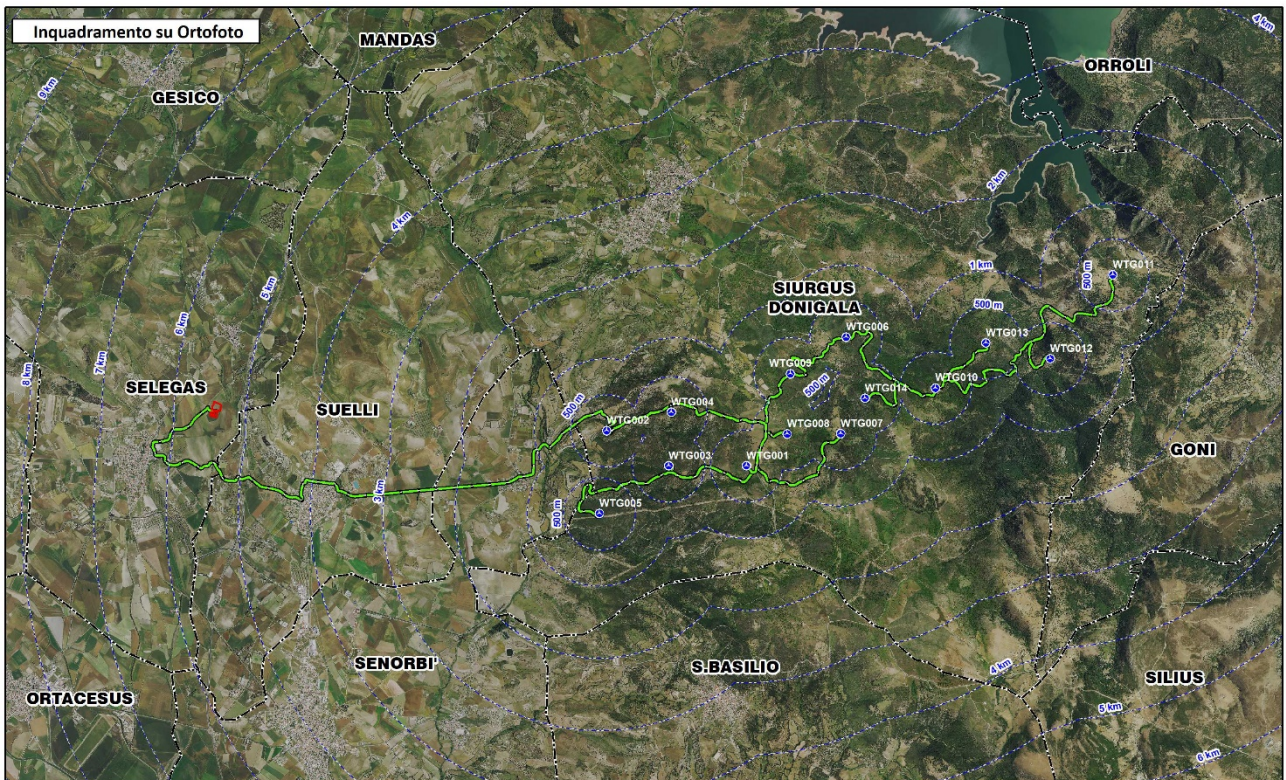 Inquadramento su Ortofoto
MANDAS
4 km
ORROLI
9 km
GESICO
2 km
4 km
5 km
1 km
500 m
WTG011
SIURGUS
DONIGALA
500 m
6 km
WTG006
WTG013
WTG012
7 km
8 km
WTG009
500 m
WTG010
SELEGAS
SUELLI
500 m
WTG004
WTG014
WTG002
WTG008
WTG007
GONI
WTG003
WTG001
3 km
WTG005
500 m
SENORBI'
S.BASILIO
4 km
SILIUS
ORTACESUS
5 km
6 km